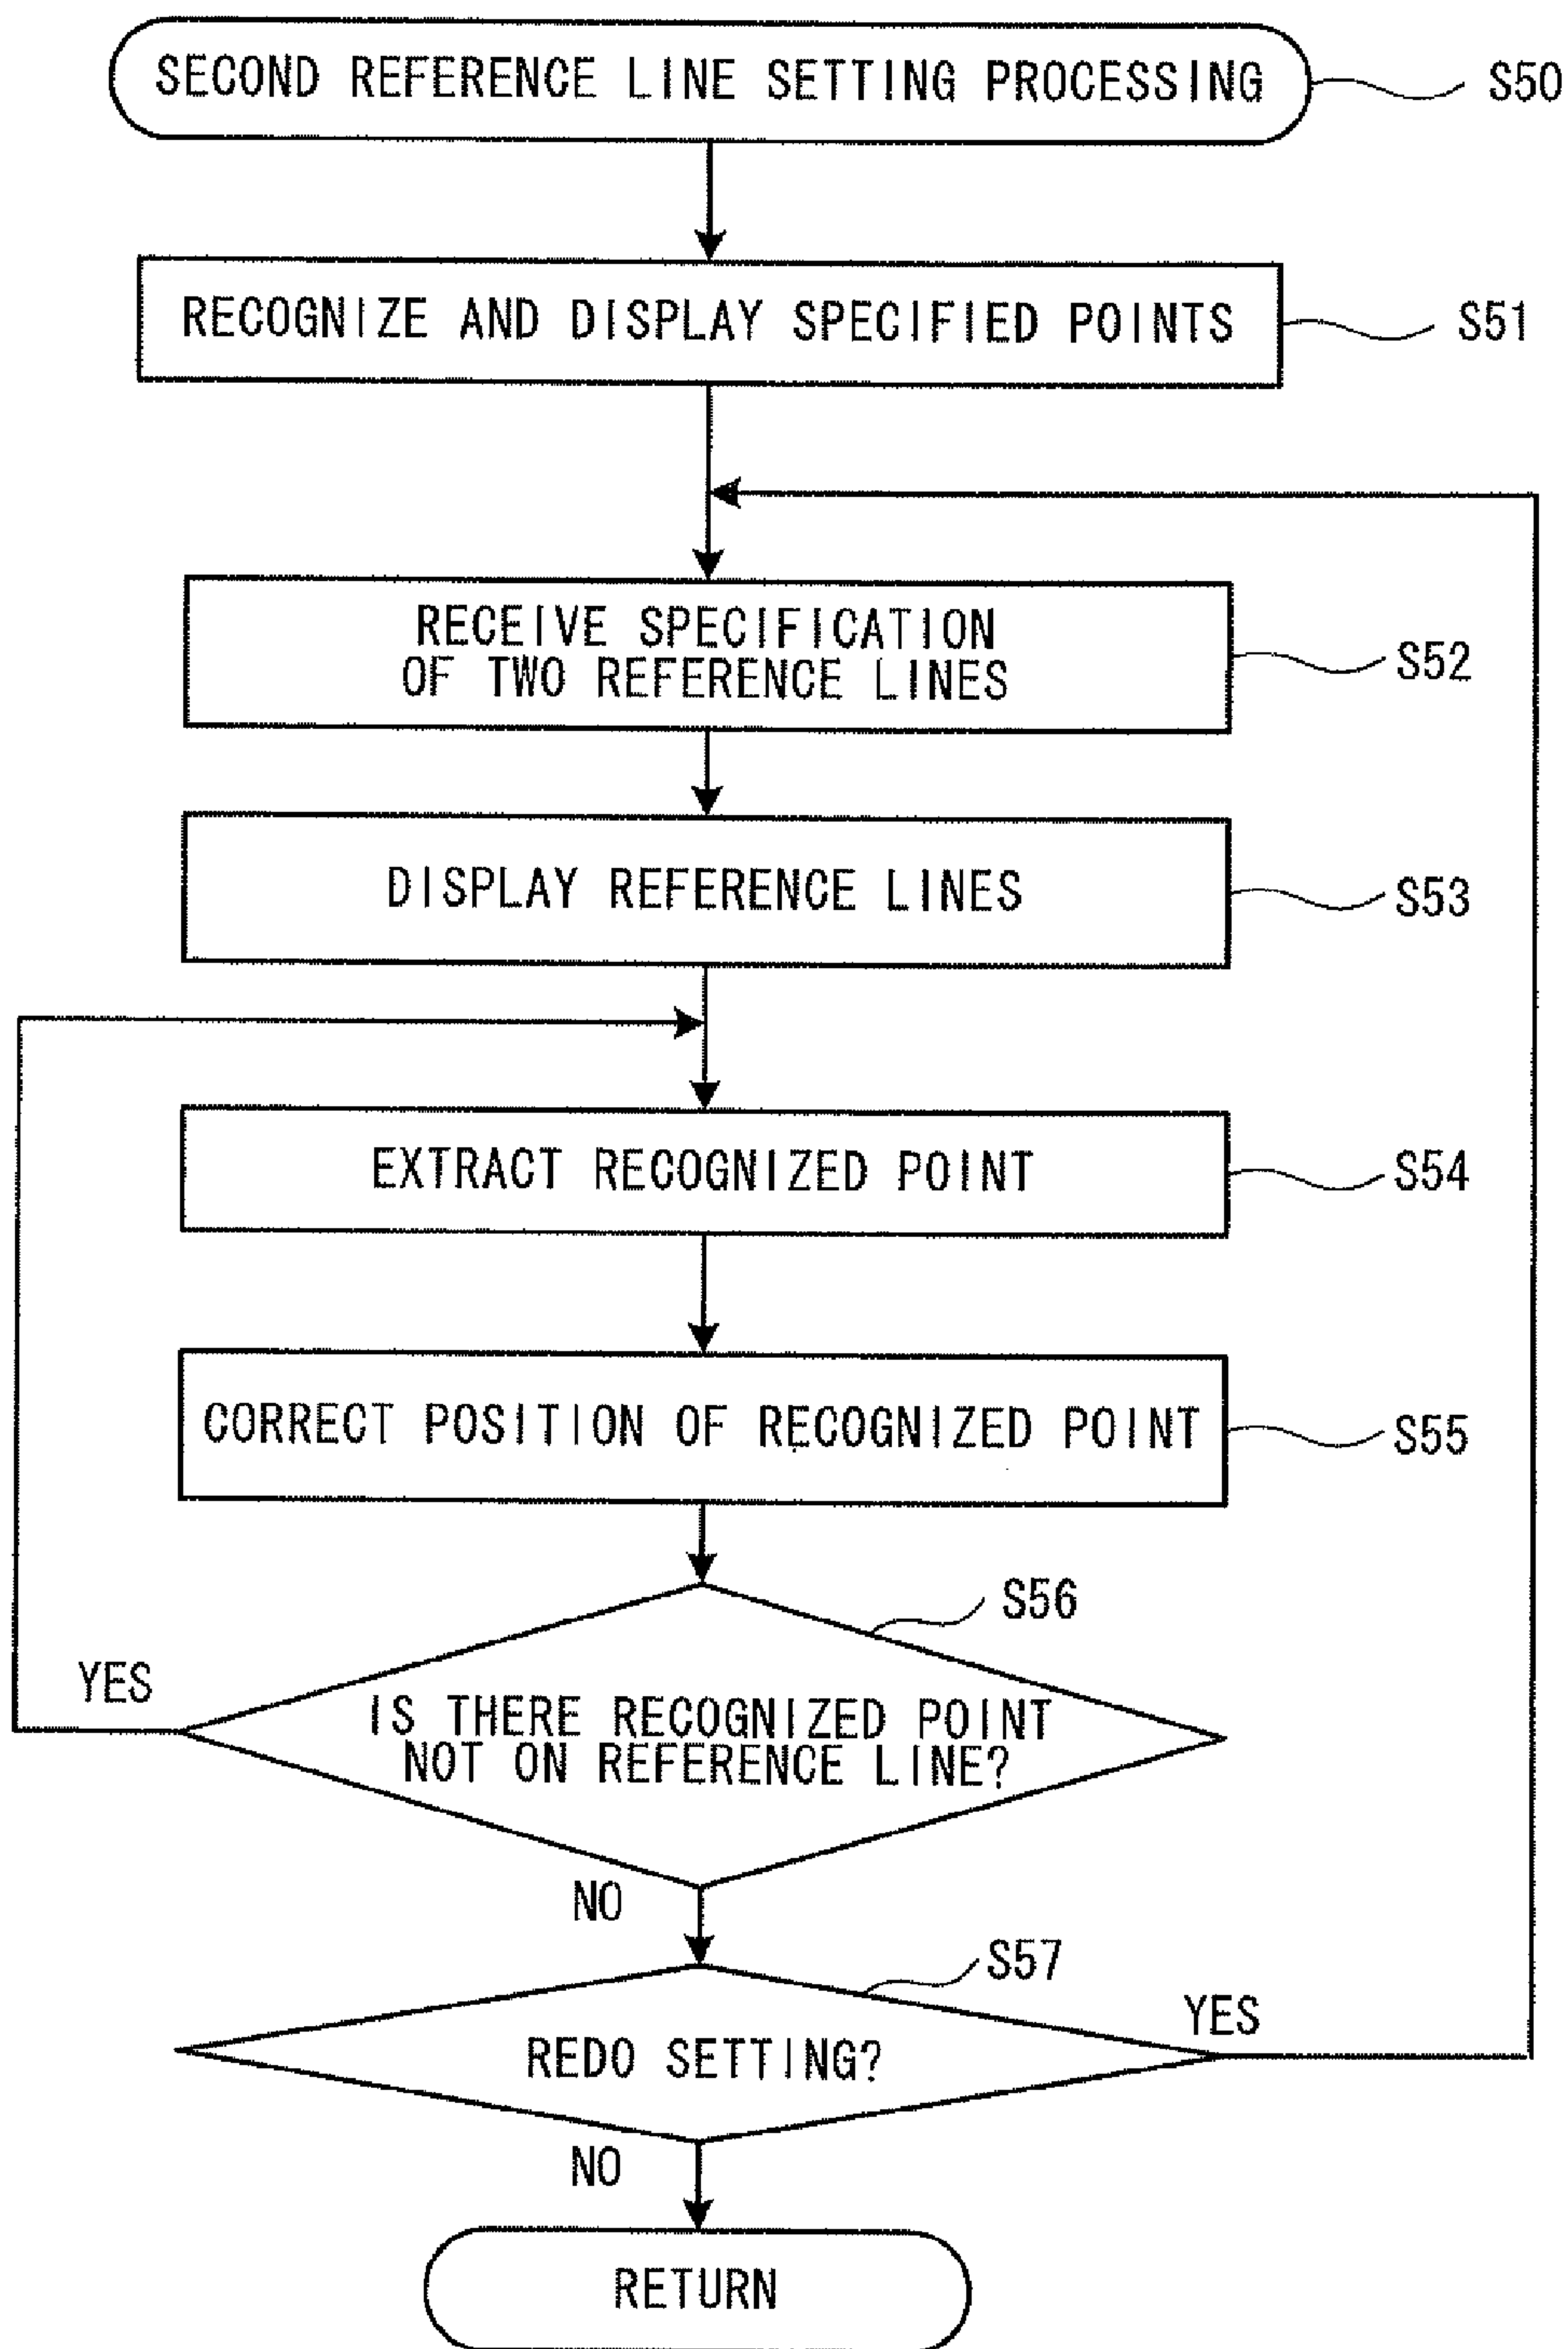 SECOND REFERENCE LINE SETTING PROCESSING
S50
RECOGNIZE AND DISPLAY SPECIFIED POINTS
S51
RECEIVE SPECIFICATION
OF TWO REFERENCE LINES
S52
DISPLAY REFERENCE LINES
S53
EXTRACT RECOGNIZED POINT
S54
CORRECT POSITION OF RECOGNIZED POINT
S55
S56
YES
IS THERE RECOGNIZED POINT
NOT ON REFERENCE LINE?
NO
S57
YES
REDO SETTING?
NO
RETURN